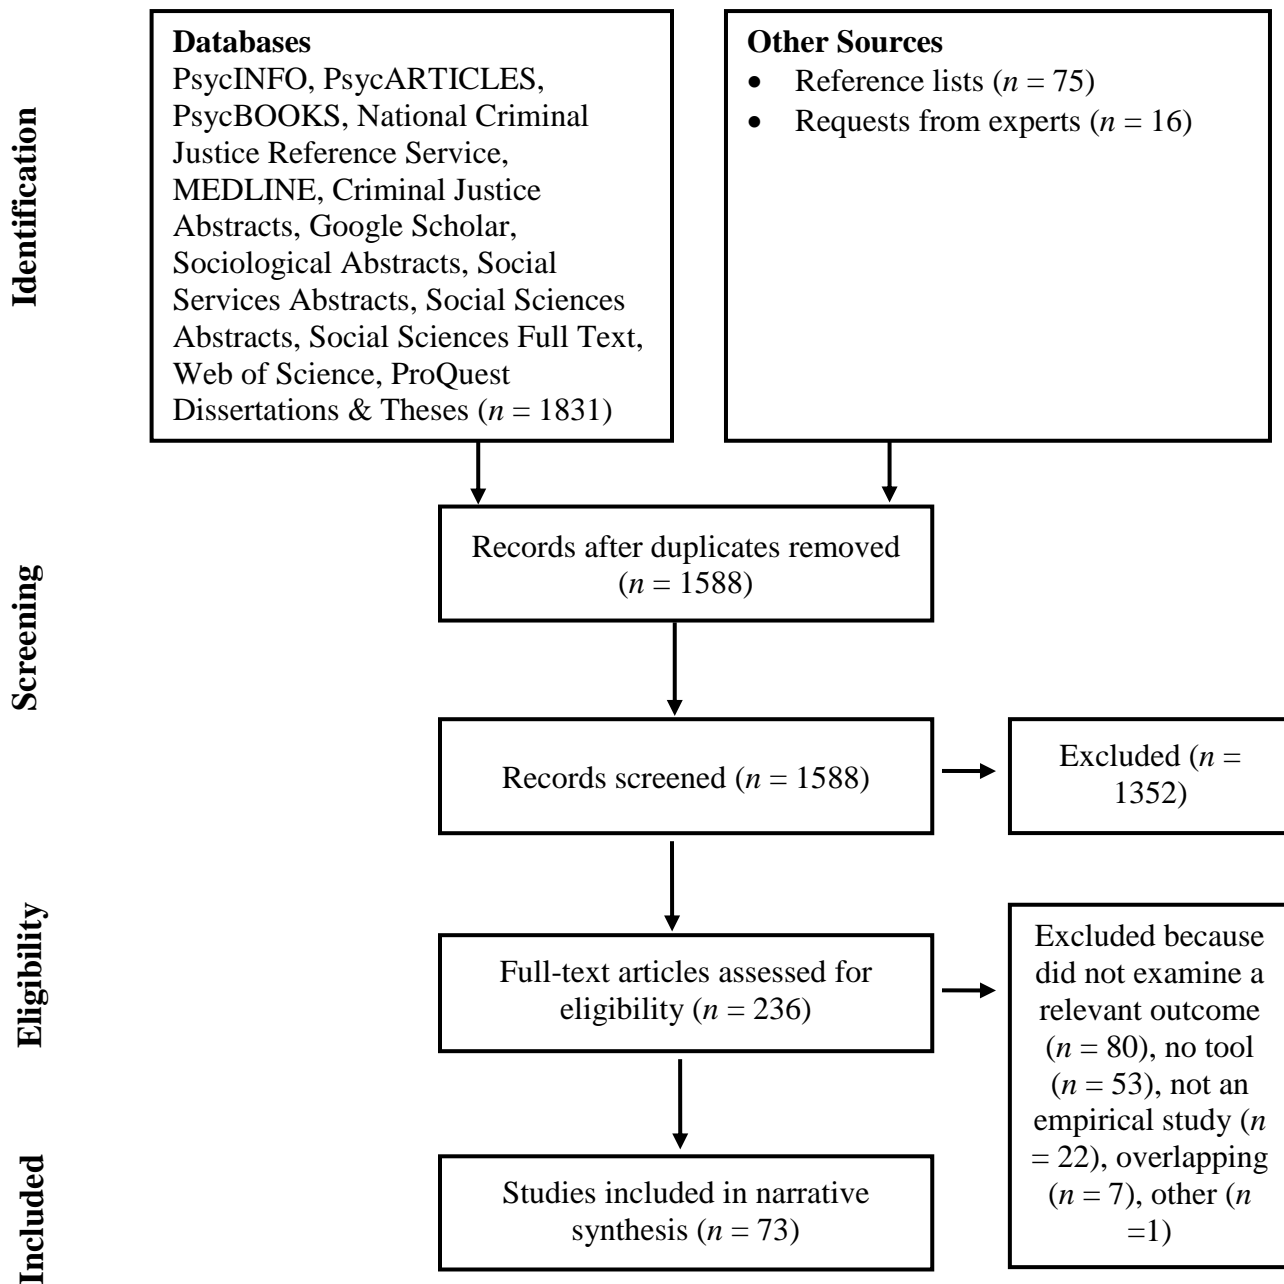 Identification
Databases
PsycINFO, PsycARTICLES,
PsycBOOKS, National Criminal
Justice Reference Service,
MEDLINE, Criminal Justice
Abstracts, Google Scholar,
Sociological Abstracts, Social
Services Abstracts, Social Sciences
Abstracts, Social Sciences Full Text,
Web of Science, ProQuest
Dissertations & Theses (n = 1831)
Other Sources
• Reference lists (n = 75)
• Requests from experts (n = 16)
Screening
Records after duplicates removed
(n = 1588)
Records screened (n = 1588)
Excluded (n =
1352)
Eligibility
Full-text articles assessed for
eligibility (n = 236)
Excluded because
did not examine a
relevant outcome
(n = 80), no tool
(n = 53), not an
empirical study (n
= 22), overlapping
(n = 7), other (n
=1)
Included
Studies included in narrative
synthesis (n = 73)